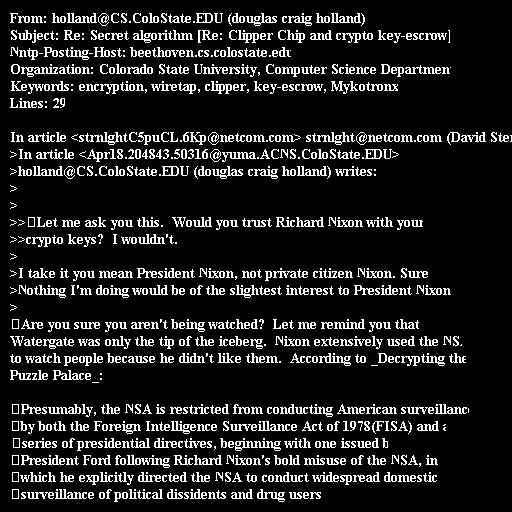 From: holland@CS.ColoState.EDU (douglas craig holland)
Subject: Re: Secret algorithm [Re: Clipper Chip and crypto key-escrow]
Nntp-Posting-Host: beethoven.cs.colostate.edu
Organization: Colorado State University, Computer Science Departmen
Keywords: encryption, wiretap, clipper, key-escrow, Mykotronx
Lines: 29

In article <strnlghtC5puCL.6Kp@netcom.com> strnlght@netcom.com (David Ster
>In article <Apr18.204843.50316@yuma.ACNS.ColoState.EDU>
>holland@CS.ColoState.EDU (douglas craig holland) writes:
>
>
>>Let me ask you this.  Would you trust Richard Nixon with your
>>crypto keys?  I wouldn't.
>
>I take it you mean President Nixon, not private citizen Nixon. Sure
>Nothing I'm doing would be of the slightest interest to President Nixon
>
Are you sure you aren't being watched?  Let me remind you that
Watergate was only the tip of the iceberg.  Nixon extensively used the NS
to watch people because he didn't like them.  According to _Decrypting the
Puzzle Palace_:

Presumably, the NSA is restricted from conducting American surveillance
by both the Foreign Intelligence Surveillance Act of 1978(FISA) and a
series of presidential directives, beginning with one issued b
President Ford following Richard Nixon's bold misuse of the NSA, in
which he explicitly directed the NSA to conduct widespread domestic
surveillance of political dissidents and drug users